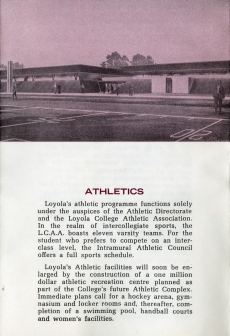 ATHLETICS
Loyola's athletic programme functions solely
under the auspices of the Athletic Directorate
and the Loyola College Athletic Association.
In the realm of intercollegiate sports, the
L.C.A.A. boasts eleven varsity teams. For the
student who prefers to compete on an inter-
class level, the Intramural Athletic Council
offers a full sports schedule.
Loyola's Athletic facilities will soon be en-
larged by the construction of a one million
dollar athletic recreation centre planned as
part of the College's future Athletic Complex.
Immediate plans call for a hockey arena, gym-
nasium and locker rooms and, thereafter, com-
pletion of a swimming pool, handball courts
and women's facilities.